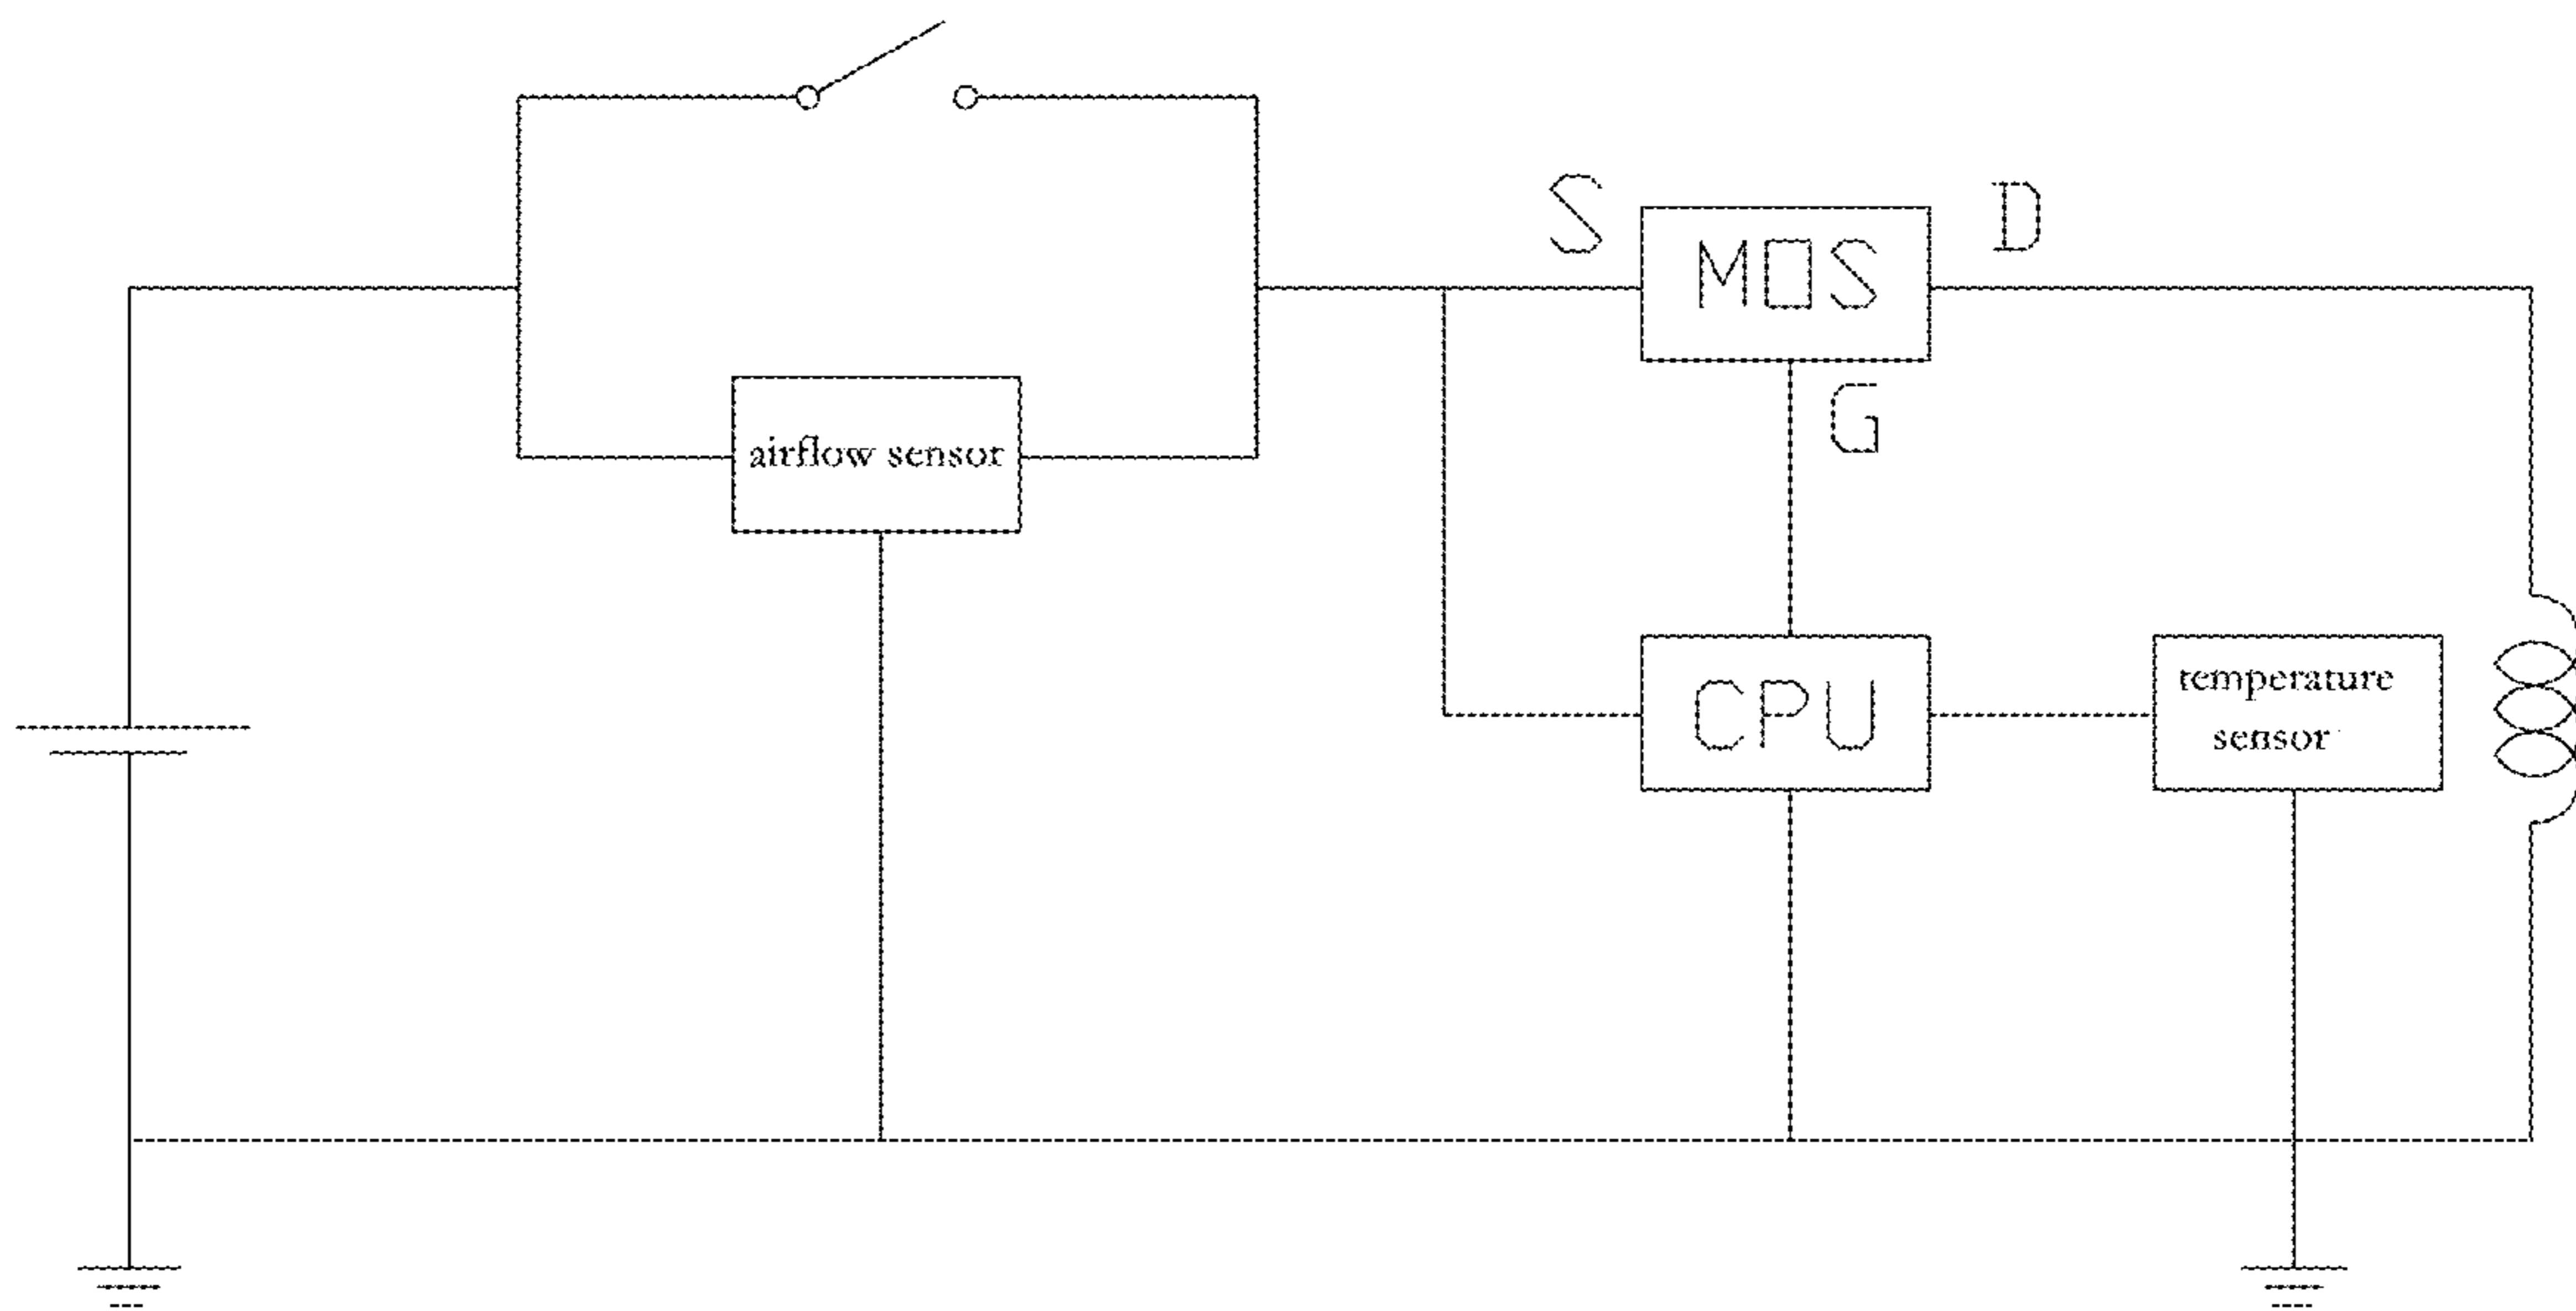 S
MOS
D
airflow sensor
G
CPU
temperature
sensor